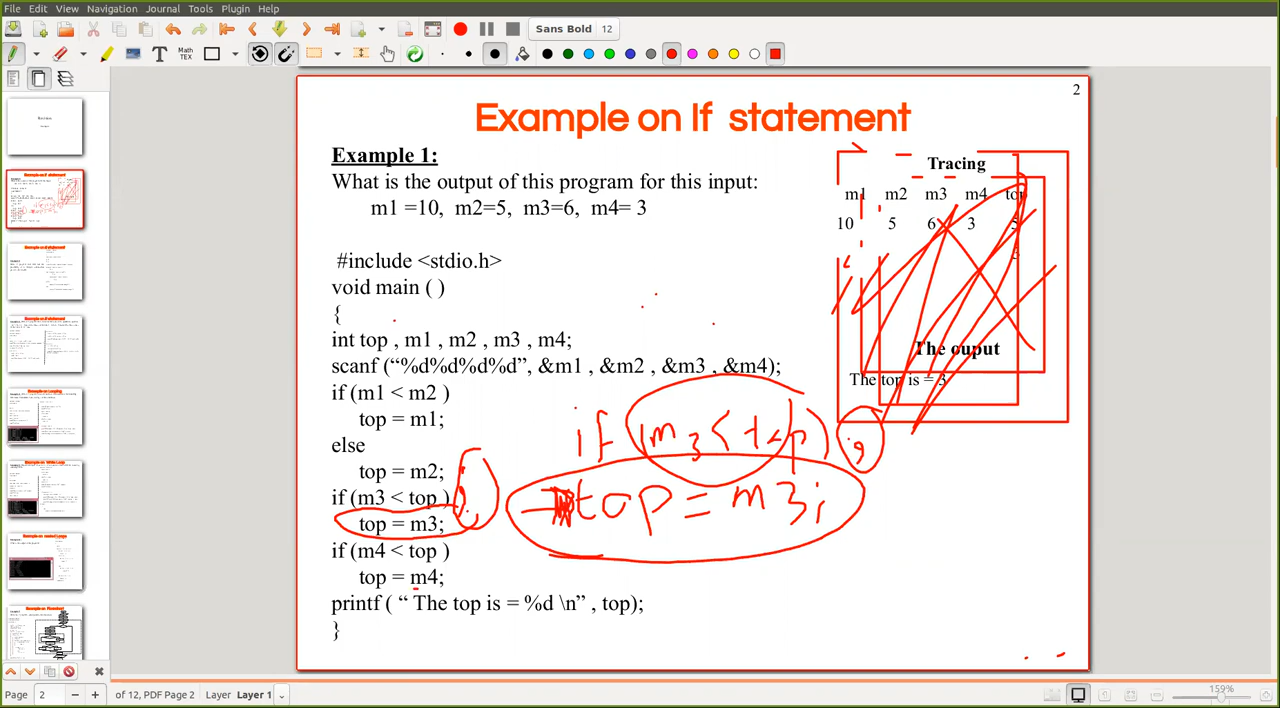 File Edit View Navigation Journal Tools Plugin Help
Sans Bold 12
T Math TEX
2
Example on If statement
Example 1:
What is the output of this program for this input:
m1 =10, m2=5, m3=6, m4= 3
#include <stdio.h>
void main ( )
{
int top , m1 , m2 , m3 , m4;
scanf (“%d%d%d%d”, &m1 , &m2 , &m3 , &m4);
if (m1 < m2 )
top = m1;
else
top = m2;
if (m3 < top )
top = m3;
if (m4 < top )
top = m4;
printf ( “ The top is = %d \n” , top);
}
Tracing
m1 m2 m3 m4 top
10 5 6 3 5
3
The ouput
The top is = 3
if (m3 < top) ;
top = m3;
Page 2 of 12, PDF Page 2 Layer Layer 1 159%